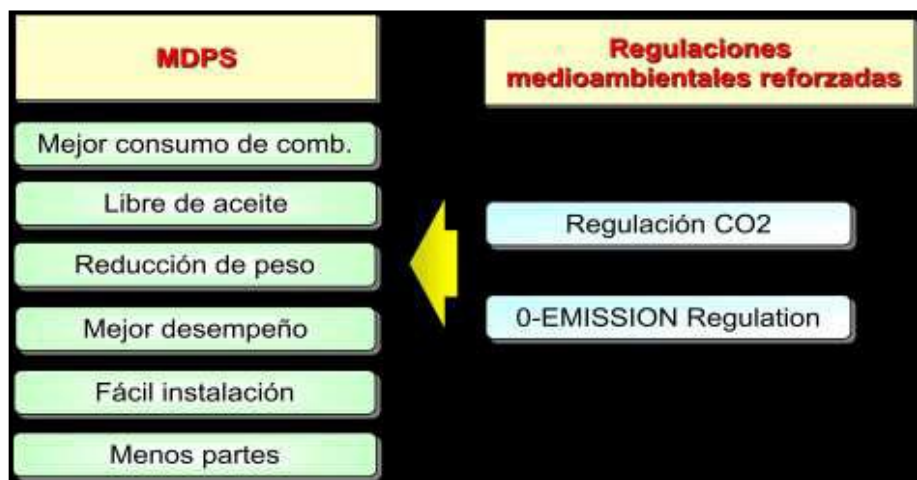 MDPS
Mejor consumo de comb.
Libre de aceite
Reducción de peso
Mejor desempeño
Fácil instalación
Menos partes
Regulaciones
medioambientales reforzadas
Regulación CO2
0-EMISSION Regulation